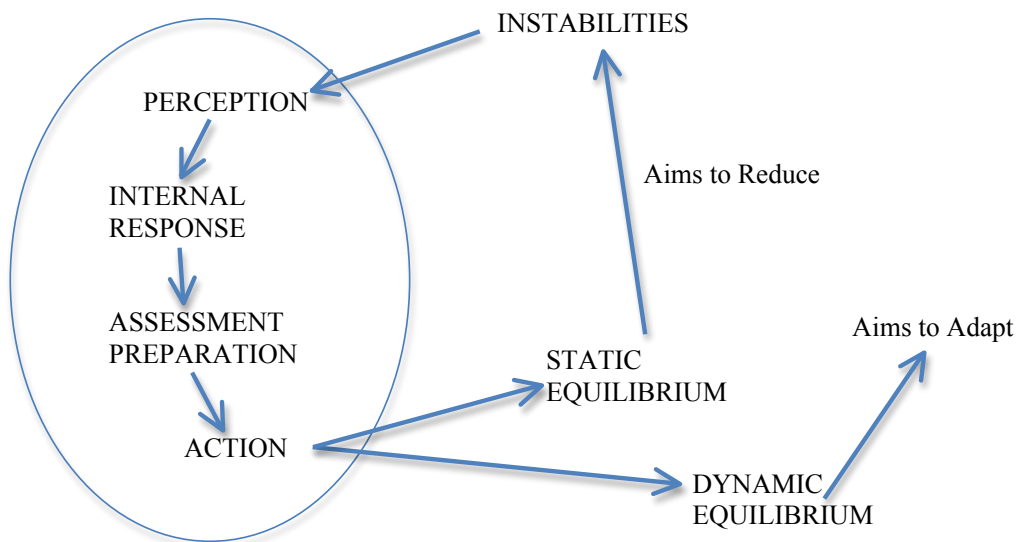 INSTABILITIES
PERCEPTION
INTERNAL
RESPONSE
Aims to Reduce
ASSESSMENT
PREPARATION
Aims to Adapt
STATIC
EQUILIBRIUM
ACTION
DYNAMIC
EQUILIBRIUM